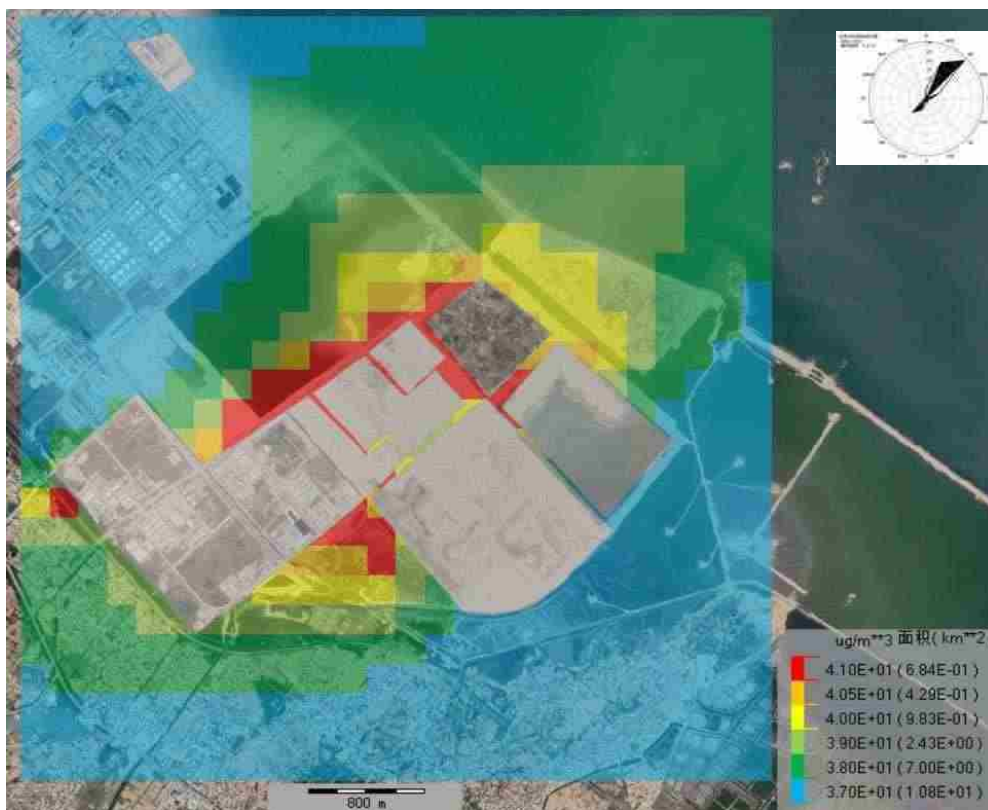 ug/m**3 面积( km**2
4.10E+01 ( 6.84E-01 )
4.05E+01 ( 4.29E-01 )
4.00E+01 ( 9.83E-01 )
3.90E+01 ( 2.43E+00 )
3.80E+01 ( 7.00E+00 )
3.70E+01 ( 1.08E+01 )
800 m